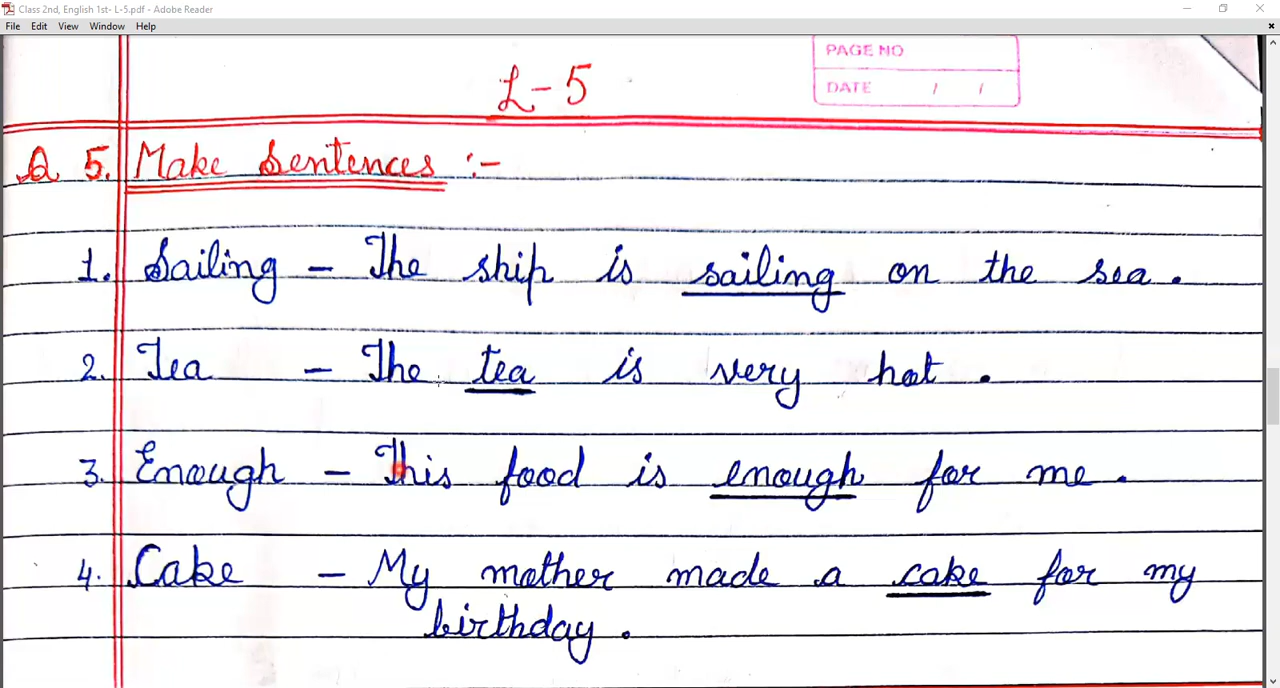 Class 2nd, English 1st- L-5.pdf - Adobe Reader
File Edit View Window Help
PAGE NO
DATE / /
L-5
Q 5. Make Sentences :-
1. Sailing - The ship is sailing on the sea.
2. Tea - The tea is very hot.
3. Enough - This food is enough for me.
4. Cake - My mother made a cake for my
birthday.